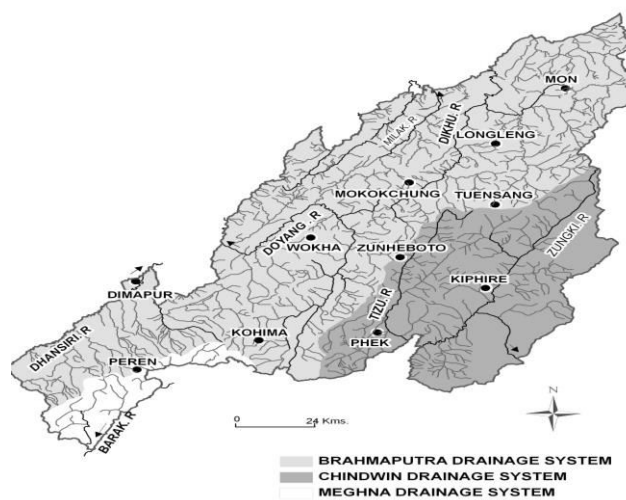 MON
MILAK. R
DIKHU. R
LONGLENG
MOKOKCHUNG
TUENSANG
DOYANG . R
WOKHA
ZUNHEBOTO
ZUNGKI. R
DIMAPUR
KIPHIRE
TIZU. R
DHANSIRI. R
KOHIMA
PHEK
PEREN
BARAK. R
N
0 24 Kms.
BRAHMAPUTRA DRAINAGE SYSTEM
CHINDWIN DRAINAGE SYSTEM
MEGHNA DRAINAGE SYSTEM